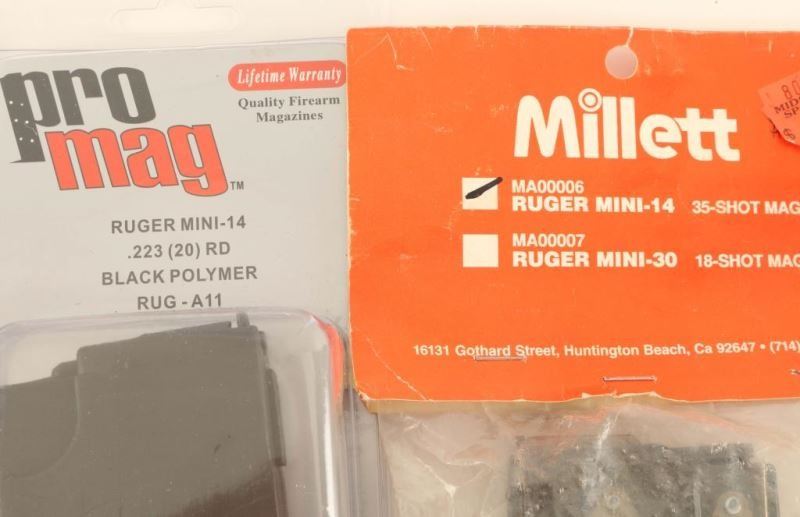 pro
mag™
Lifetime Warranty
Quality Firearm
Magazines
RUGER MINI-14
.223 (20) RD
BLACK POLYMER
RUG - A11
Millett
MA00006
RUGER MINI-14 35-SHOT MAG
MA00007
RUGER MINI-30 18-SHOT MAG
16131 Gothard Street, Huntington Beach, Ca 92647 • (714)
$